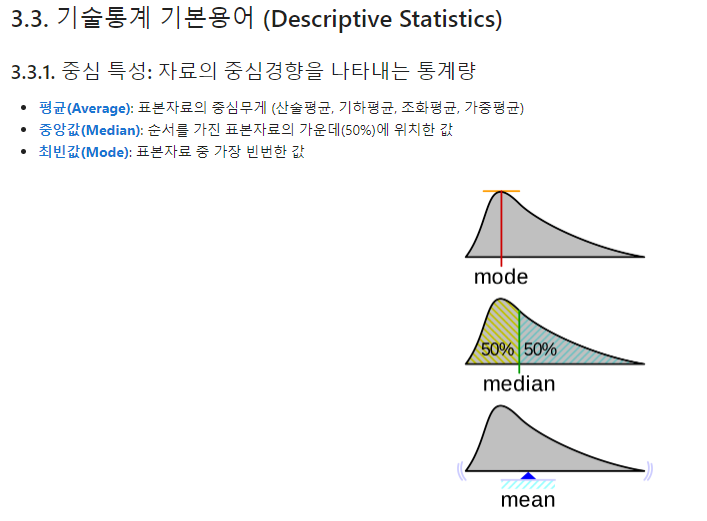 3.3. 기술통계 기본용어 (Descriptive Statistics)
3.3.1. 중심 특성: 자료의 중심경향을 나타내는 통계량
• 평균(Average): 표본자료의 중심무게 (산술평균, 기하평균, 조화평균, 가중평균)
• 중앙값(Median): 순서를 가진 표본자료의 가운데(50%)에 위치한 값
• 최빈값(Mode): 표본자료 중 가장 빈번한 값
mode
50% 50%
median
mean